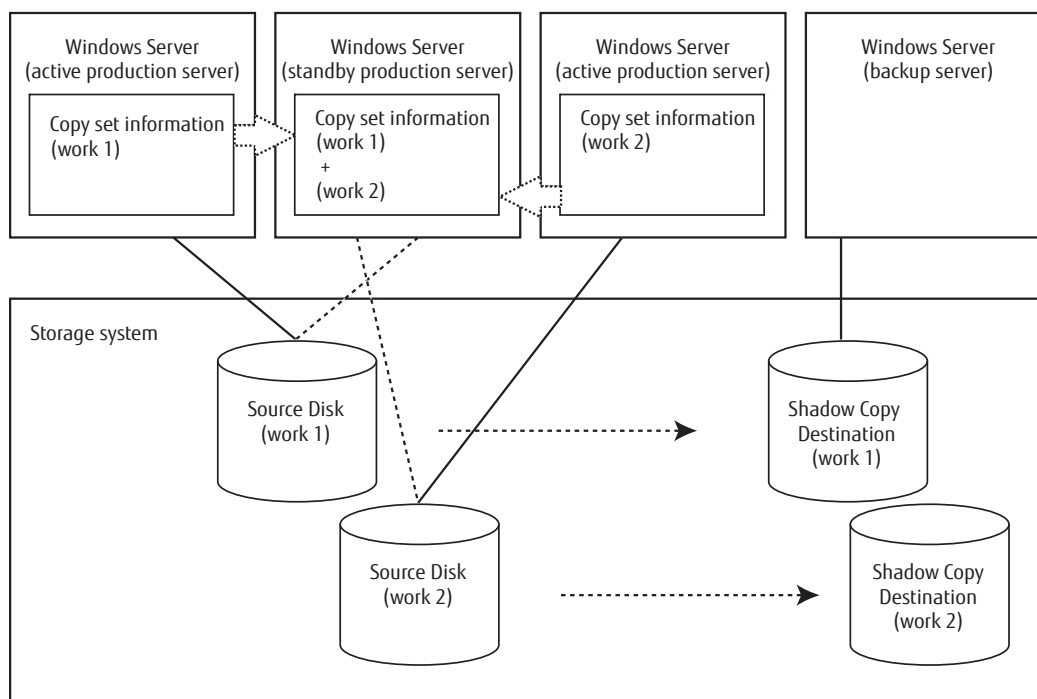 Windows Server
(active production server)
Copy set information
(work 1)
Windows Server
(standby production server)
Copy set information
(work 1)
+
(work 2)
Windows Server
(active production server)
Copy set information
(work 2)
Windows Server
(backup server)
Storage system
Source Disk
(work 1)
Shadow Copy
Destination
(work 1)
Source Disk
(work 2)
Shadow Copy
Destination
(work 2)